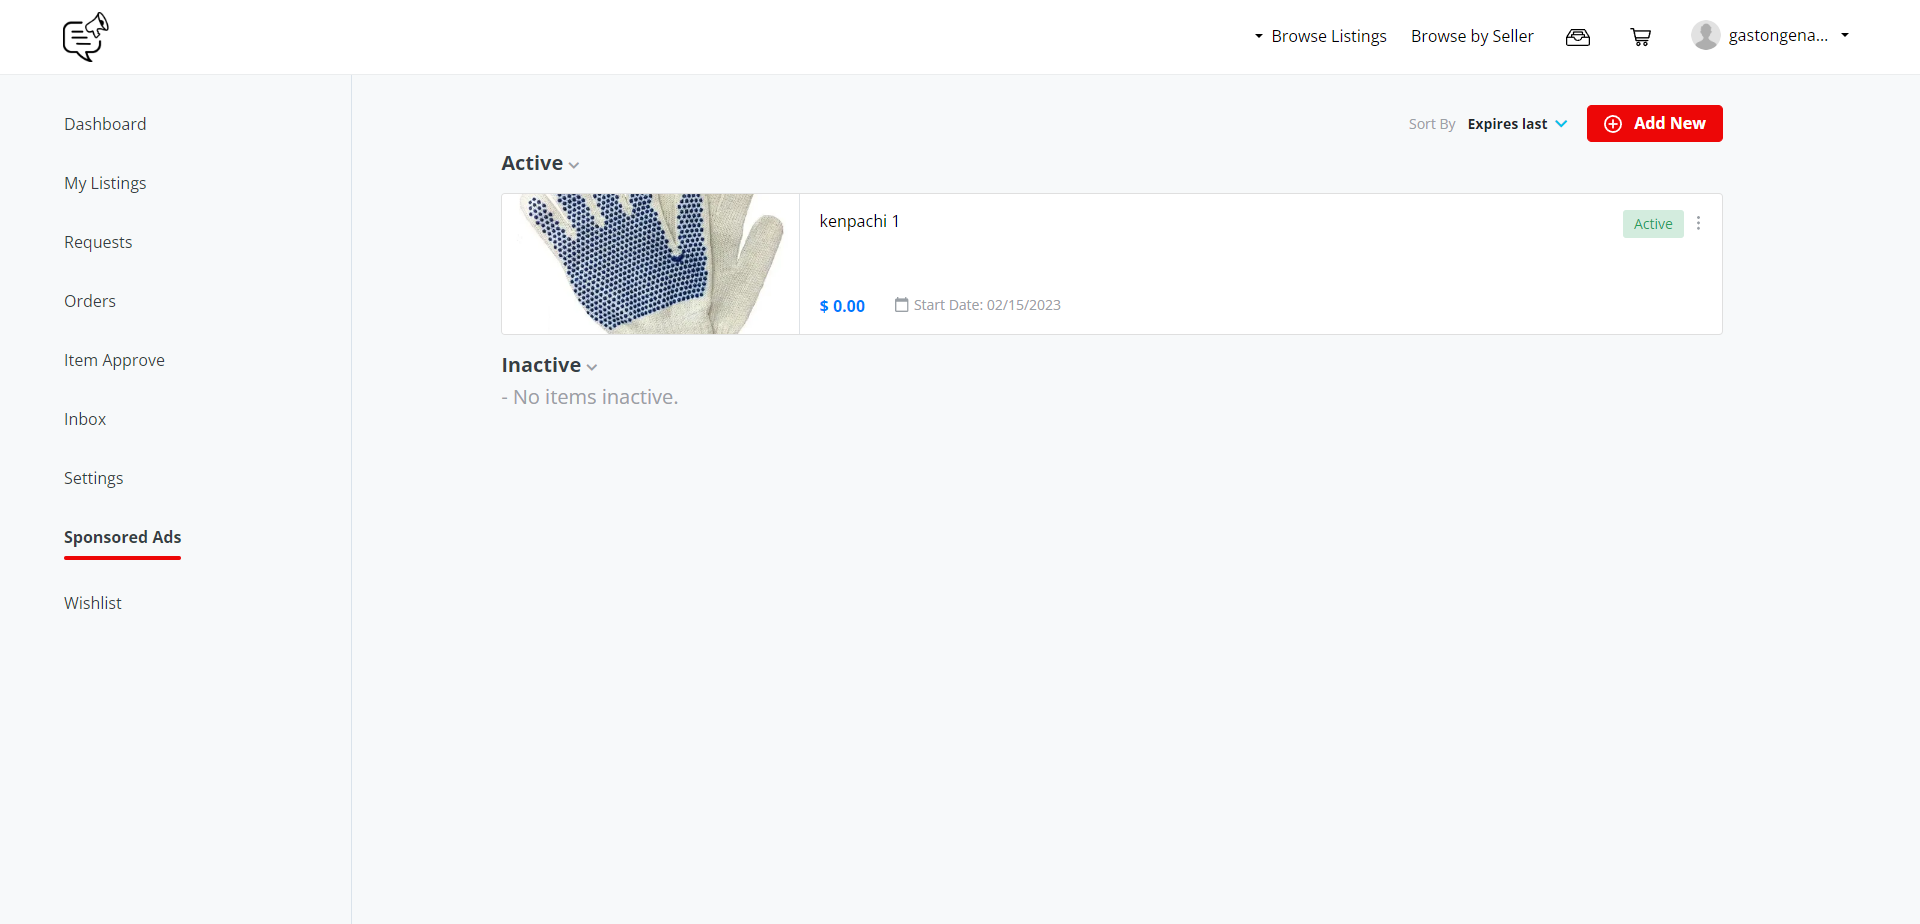 Browse Listings
Browse by Seller
gastongena...
Dashboard
My Listings
Requests
Orders
Item Approve
Inbox
Settings
Sponsored Ads
Wishlist
Sort By Expires last
Add New
Active
kenpachi 1
Active
$ 0.00
Start Date: 02/15/2023
Inactive
- No items inactive.